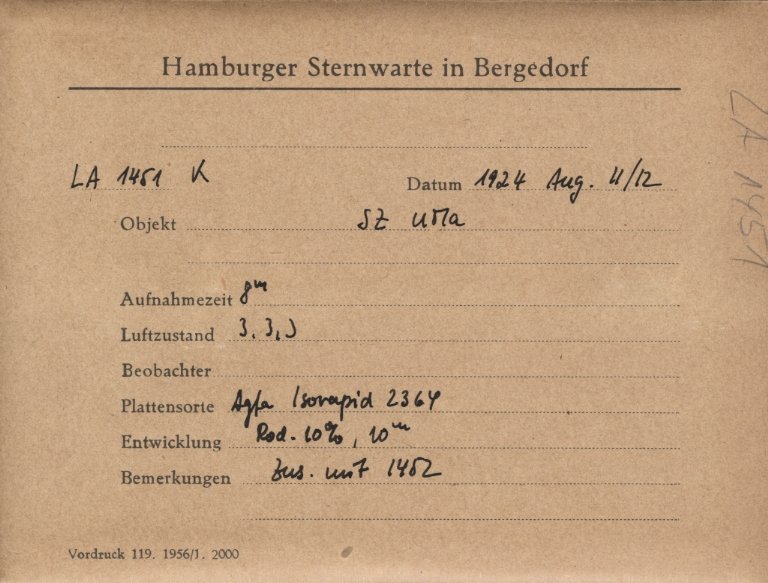 Hamburger Sternwarte in Bergedorf
LA 1451 K
Datum 1924 Aug. 11/12
Objekt SZ UMa
Aufnahmezeit 8m
Luftzustand 3.3,3
Beobachter
Plattensorte Agfa Isorapid 2364
Entwicklung Rod. 10%, 10m
Bemerkungen Zus. mit 1452
Vordruck 119. 1956/1. 2000
LA 1451